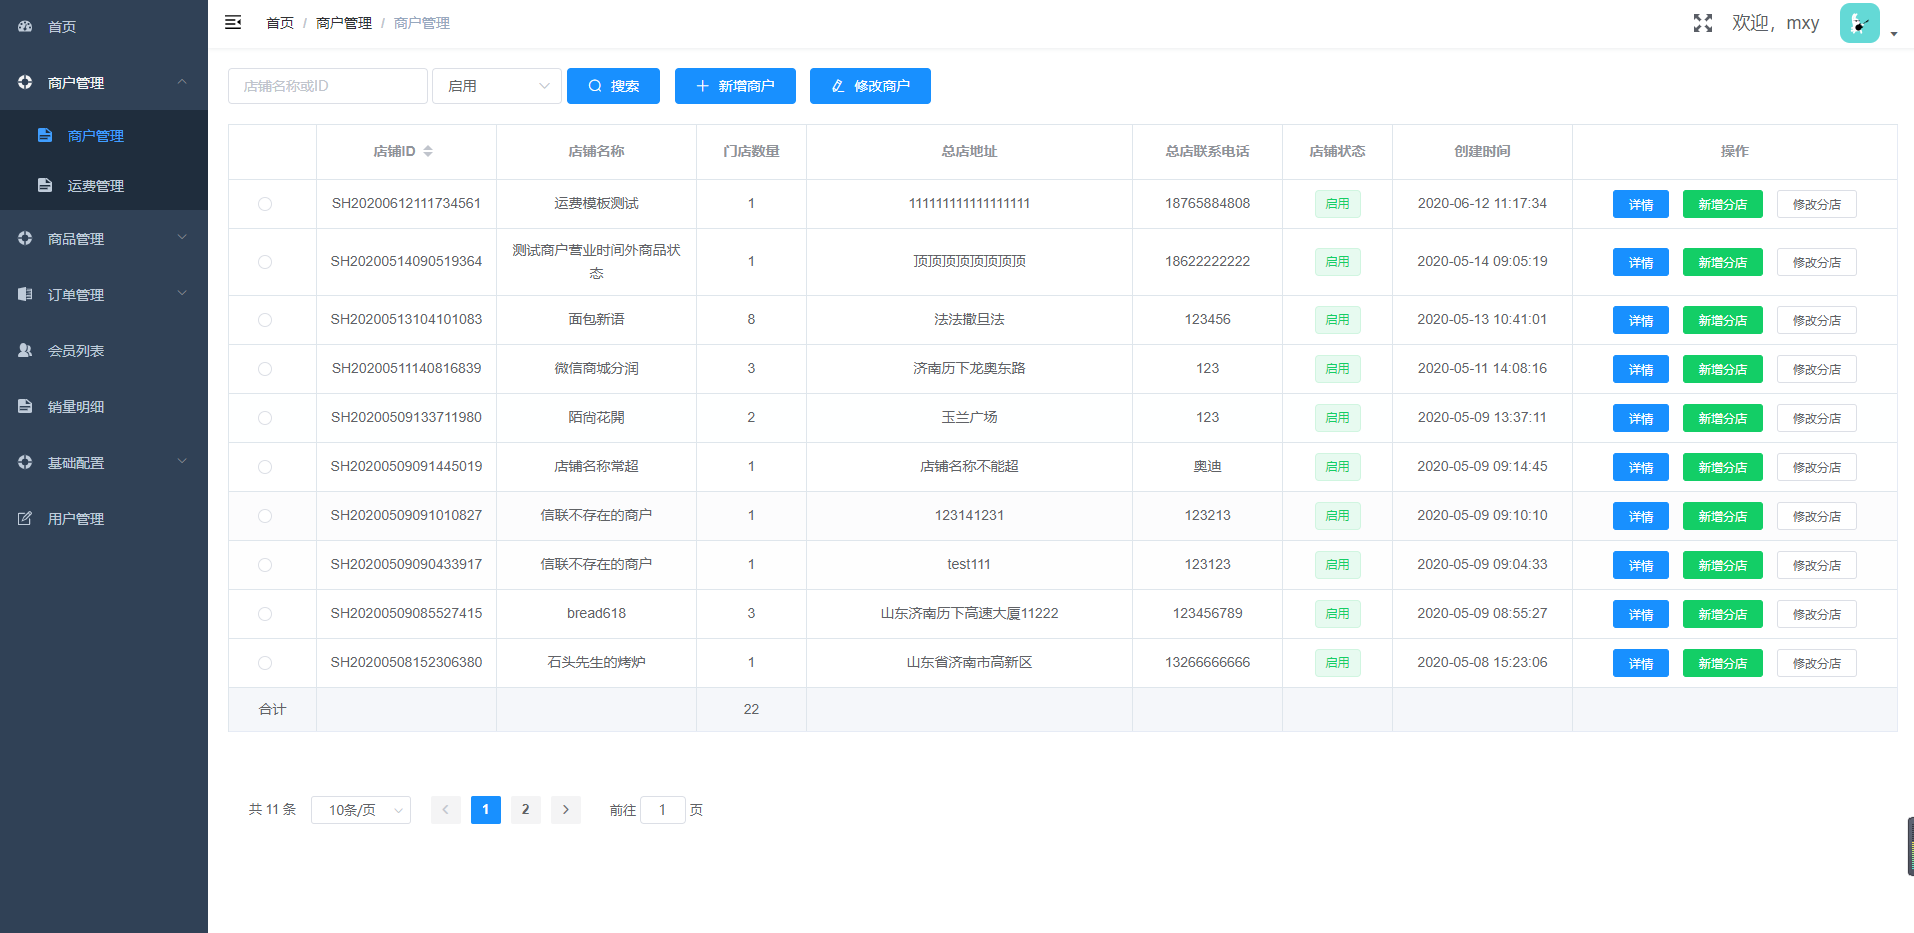 首页
商户管理
商户管理
运费管理
商品管理
订单管理
会员列表
销量明细
基础配置
用户管理
首页 / 商户管理 / 商户管理
欢迎，mxy
店铺名称或ID 启用 搜索 新增商户 修改商户
店铺ID 店铺名称 门店数量 总店地址 总店联系电话 店铺状态 创建时间 操作
SH20200612111734561 运费模板测试 1 11111111111111111 18765884808 启用 2020-06-12 11:17:34 详情 新增分店 修改分店
SH20200514090519364 测试商户营业时间外商品状态 1 顶顶顶顶顶顶顶顶 18622222222 启用 2020-05-14 09:05:19 详情 新增分店 修改分店
SH20200513104101083 面包新语 8 法法撒旦法 123456 启用 2020-05-13 10:41:01 详情 新增分店 修改分店
SH20200511140816839 微信商城分润 3 济南历下龙奥东路 123 启用 2020-05-11 14:08:16 详情 新增分店 修改分店
SH20200509133711980 陌尚花開 2 玉兰广场 123 启用 2020-05-09 13:37:11 详情 新增分店 修改分店
SH20200509091445019 店铺名称常超 1 店铺名称不能超 奥迪 启用 2020-05-09 09:14:45 详情 新增分店 修改分店
SH20200509091010827 信联不存在的商户 1 123141231 123213 启用 2020-05-09 09:10:10 详情 新增分店 修改分店
SH20200509090433917 信联不存在的商户 1 test111 123123 启用 2020-05-09 09:04:33 详情 新增分店 修改分店
SH20200509085527415 bread618 3 山东济南历下高速大厦11222 123456789 启用 2020-05-09 08:55:27 详情 新增分店 修改分店
SH20200508152306380 石头先生的烤炉 1 山东省济南市高新区 13266666666 启用 2020-05-08 15:23:06 详情 新增分店 修改分店
合计 22
共 11 条 10条/页 1 2 前往 1 页